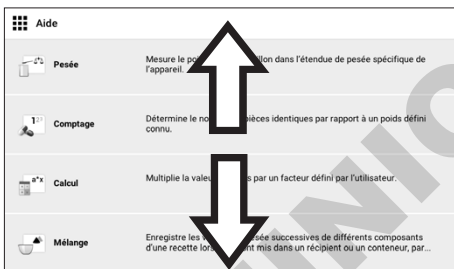 Aide
Pesée
Mesure le po llon dans l'étendue de pesée spécifique de
l'appareil.
Comptage
Détermine le no pièces identiques par rapport à un poids défini
connu.
Calcul
Multiplie la valeu s par un facteur défini par l'utilisateur.
Mélange
Enregistre les v esée successives de différents composants
d'une recette lors nt mis dans un récipient ou un conteneur, par...